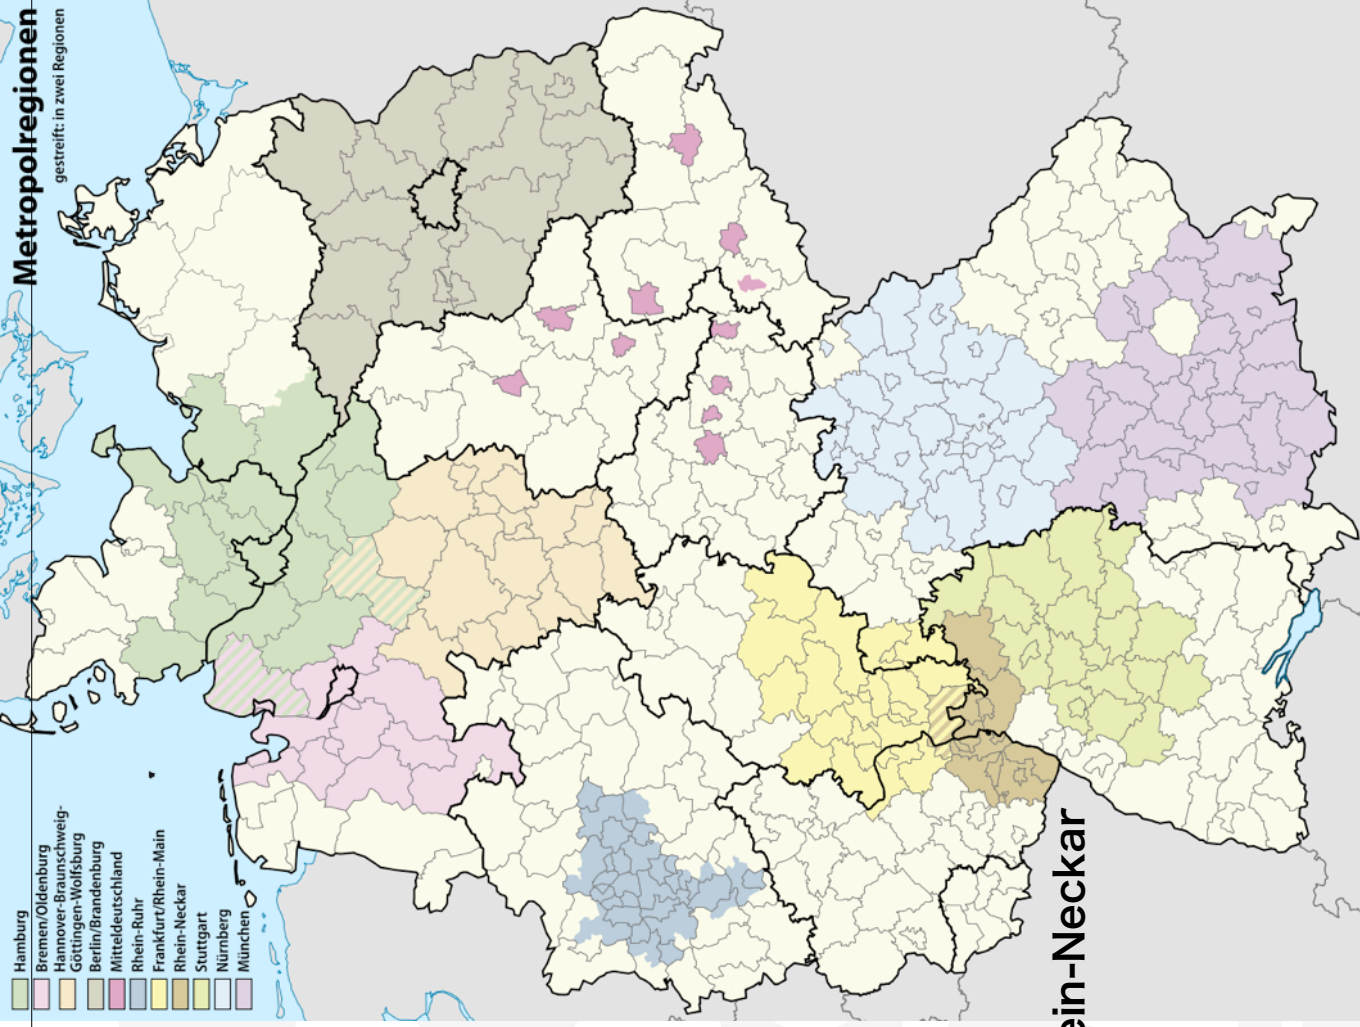 Metropolregionen
gestreift: in zwei Regionen
Hamburg
Bremen/Oldenburg
Hannover-Braunschweig-
Göttingen-Wolfsburg
Berlin/Brandenburg
Mitteldeutschland
Rhein-Ruhr
Frankfurt/Rhein-Main
Rhein-Neckar
Stuttgart
Nürnberg
München
ein-Neckar